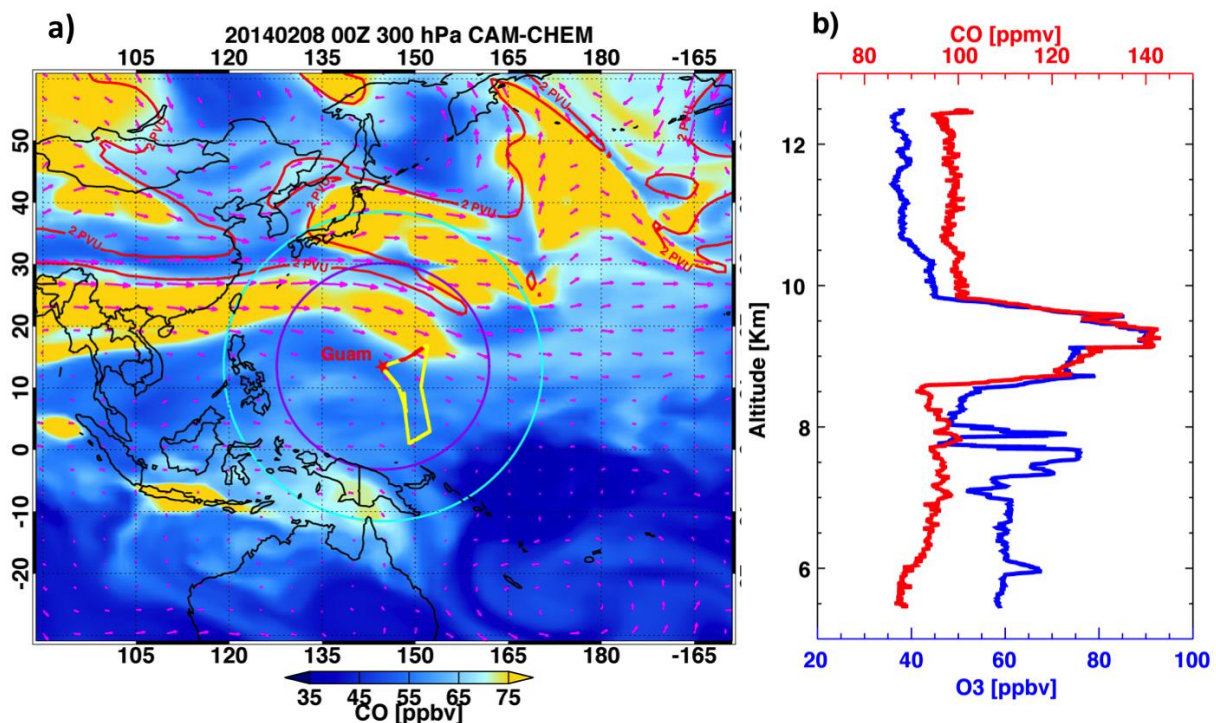 a)
20140208 00Z 300 hPa CAM-CHEM
105 120 135 150 165 180 -165
50
40
30
20
10
0
-10
-20
2 PVU
2 PVU
2 PVU
2 PVU
2 PVU
2 PVU
2 PVU
Guam
105 120 135 150 165 180 -165
35 45 55 65 75
CO [ppbv]
b)
CO [ppmv]
80 100 120 140
Altitude [Km]
12
10
8
6
20 40 60 80 100
O3 [ppbv]